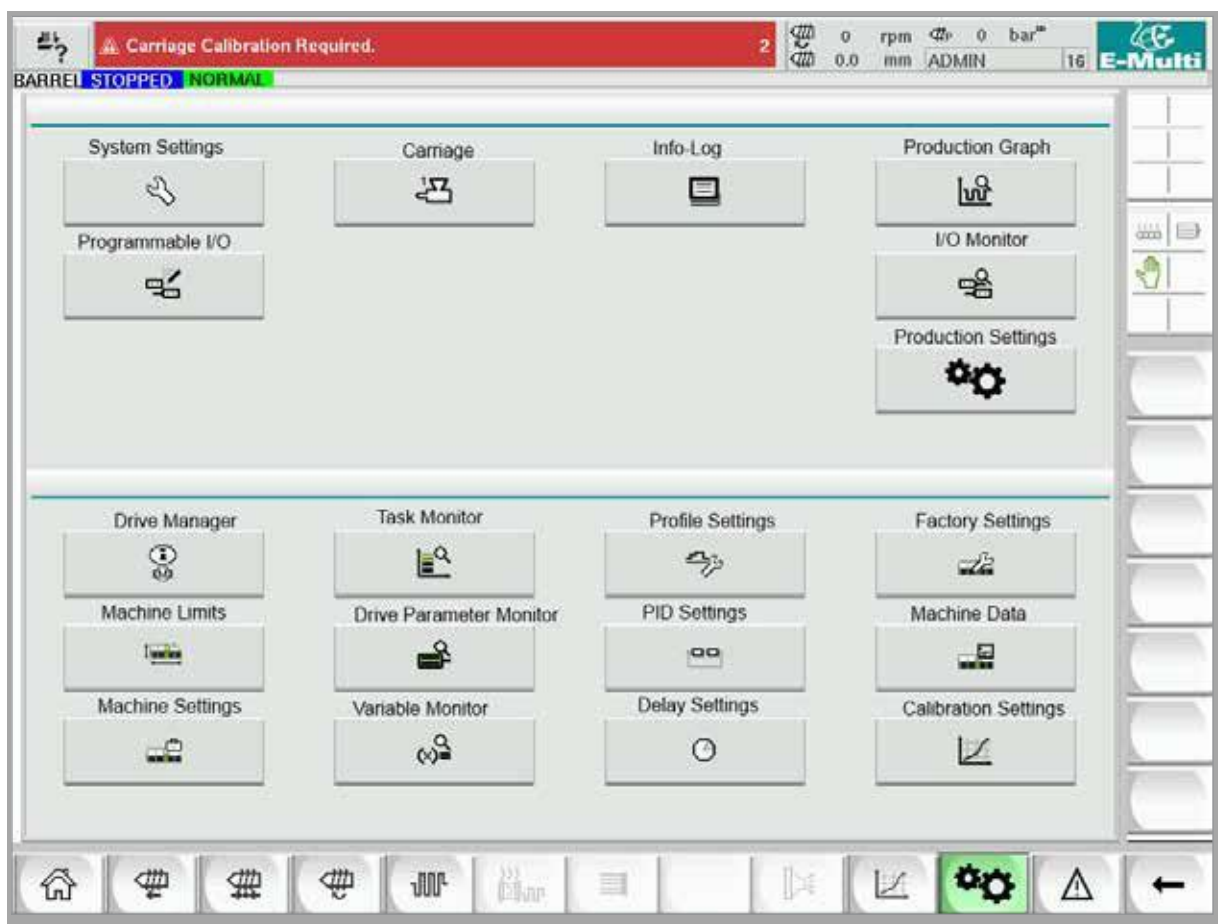 Carriage Calibration Required. 2
0 rpm 0 bar
0.0 mm ADMIN 16
E-Multi
BARREL STOPPED NORMAL
System Settings Carriage Info-Log Production Graph
Programmable I/O I/O Monitor
Production Settings
Drive Manager Task Monitor Profile Settings Factory Settings
Machine Limits Drive Parameter Monitor PID Settings Machine Data
Machine Settings Variable Monitor Delay Settings Calibration Settings